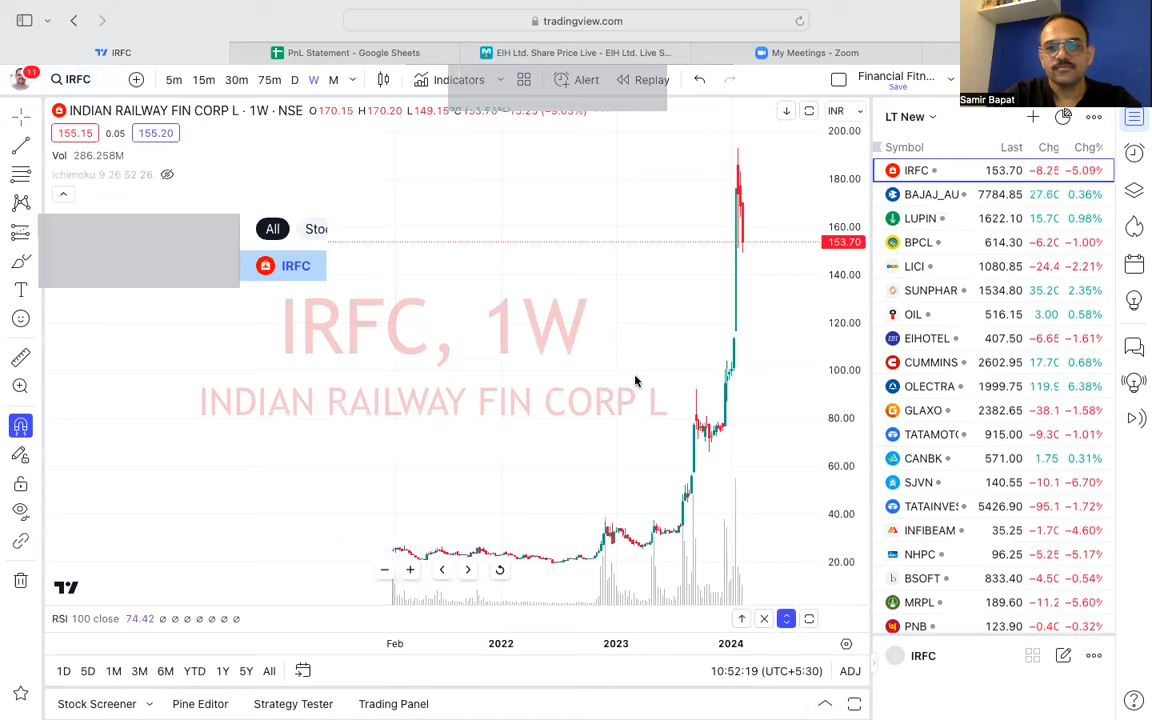 tradingview.com
IRFC
PnL Statement - Google Sheets
EIH Ltd. Share Price Live - EIH Ltd. Live S...
My Meetings - Zoom
Samir Bapat
11
IRFC
5m 15m 30m 75m D W M
Indicators
Alert
Replay
Financial Fitn...
Save
INDIAN RAILWAY FIN CORP L · 1W · NSE O170.15 H170.20 L149.15
INR
LT New
155.15 0.05 155.20
Vol 286.258M
Ichimoku 9 26 52 26
All
IRFC
IRFC, 1W
INDIAN RAILWAY FIN CORP L
200.00
180.00
160.00
153.70
140.00
120.00
100.00
80.00
60.00
40.00
20.00
Symbol Last Chg Chg%
IRFC 153.70 −8.25 −5.09%
BAJAJ_AU 7784.85 27.60 0.36%
LUPIN 1622.10 15.70 0.98%
BPCL 614.30 −6.20 −1.00%
LICI 1080.85 −24.4 −2.21%
SUNPHAR 1534.80 35.20 2.35%
OIL 516.15 3.00 0.58%
EIHOTEL 407.50 −6.65 −1.61%
CUMMINS 2602.95 17.70 0.68%
OLECTRA 1999.75 119.9 6.38%
GLAXO 2382.65 −38.1 −1.58%
TATAMOT 915.00 −9.30 −1.01%
CANBK 571.00 1.75 0.31%
SJVN 140.55 −10.1 −6.70%
TATAINVES 5426.90 −95.1 −1.72%
INFIBEAM 35.25 −1.70 −4.60%
NHPC 96.25 −5.25 −5.17%
BSOFT 833.40 −4.50 −0.54%
MRPL 189.60 −11.2 −5.60%
PNB 123.90 −0.40 −0.32%
RSI 100 close 74.42
Feb 2022 2023 2024
IRFC
1D 5D 1M 3M 6M YTD 1Y 5Y All
10:52:19 (UTC+5:30) ADJ
Stock Screener
Pine Editor
Strategy Tester
Trading Panel